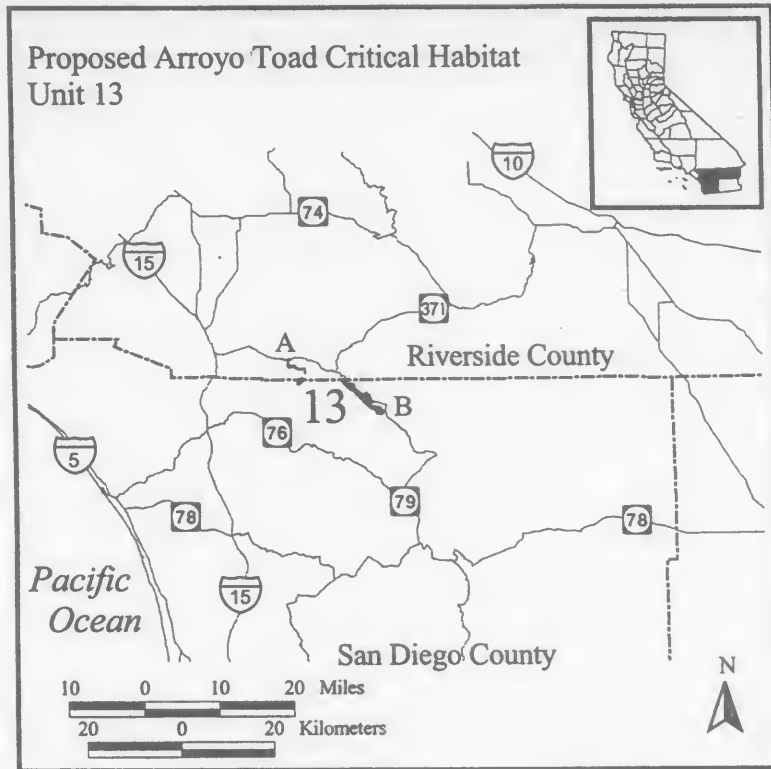 Proposed Arroyo Toad Critical Habitat
Unit 13
10
74
15
371
A
Riverside County
13
B
76
5
79
78
78
Pacific
Ocean
15
San Diego County
N
10 0 10 20 Miles
20 0 20 Kilometers